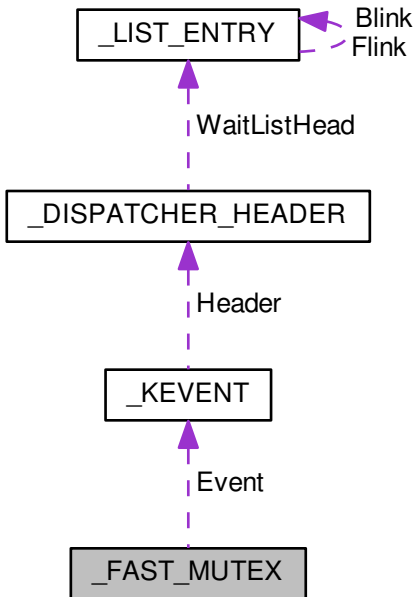 _LIST_ENTRY
Blink
Flink
WaitListHead
_DISPATCHER_HEADER
Header
_KEVENT
Event
_FAST_MUTEX